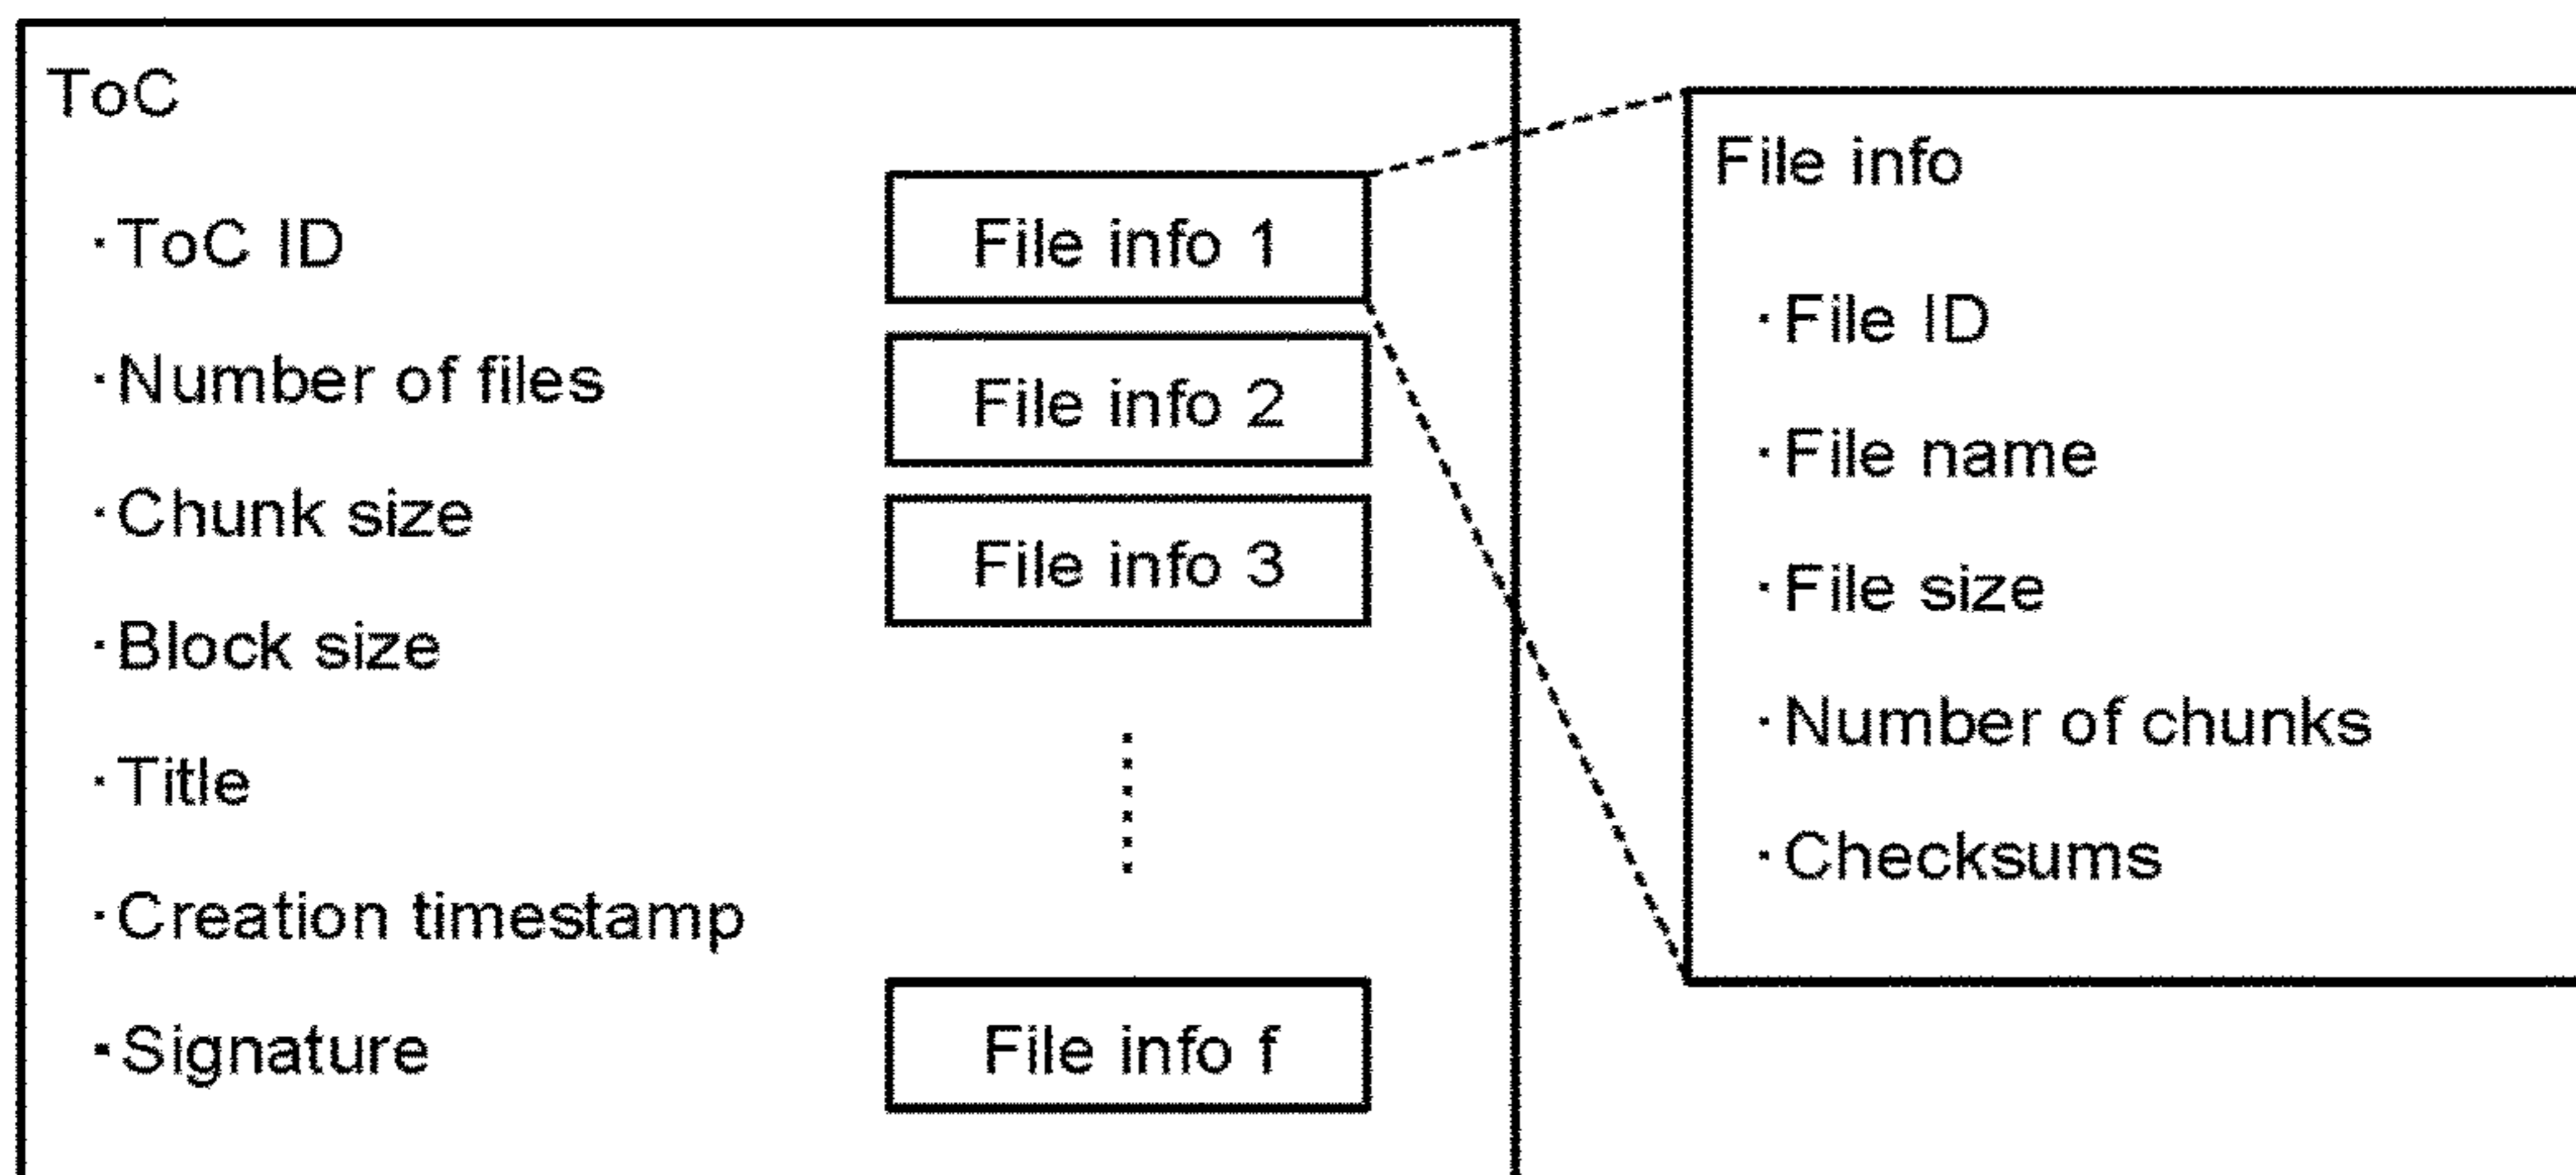 ToC
·ToC ID
·Number of files
·Chunk size
·Block size
·Title
·Creation timestamp
·Signature
File info 1
File info 2
File info 3
File info f
File info
·File ID
·File name
·File size
·Number of chunks
·Checksums